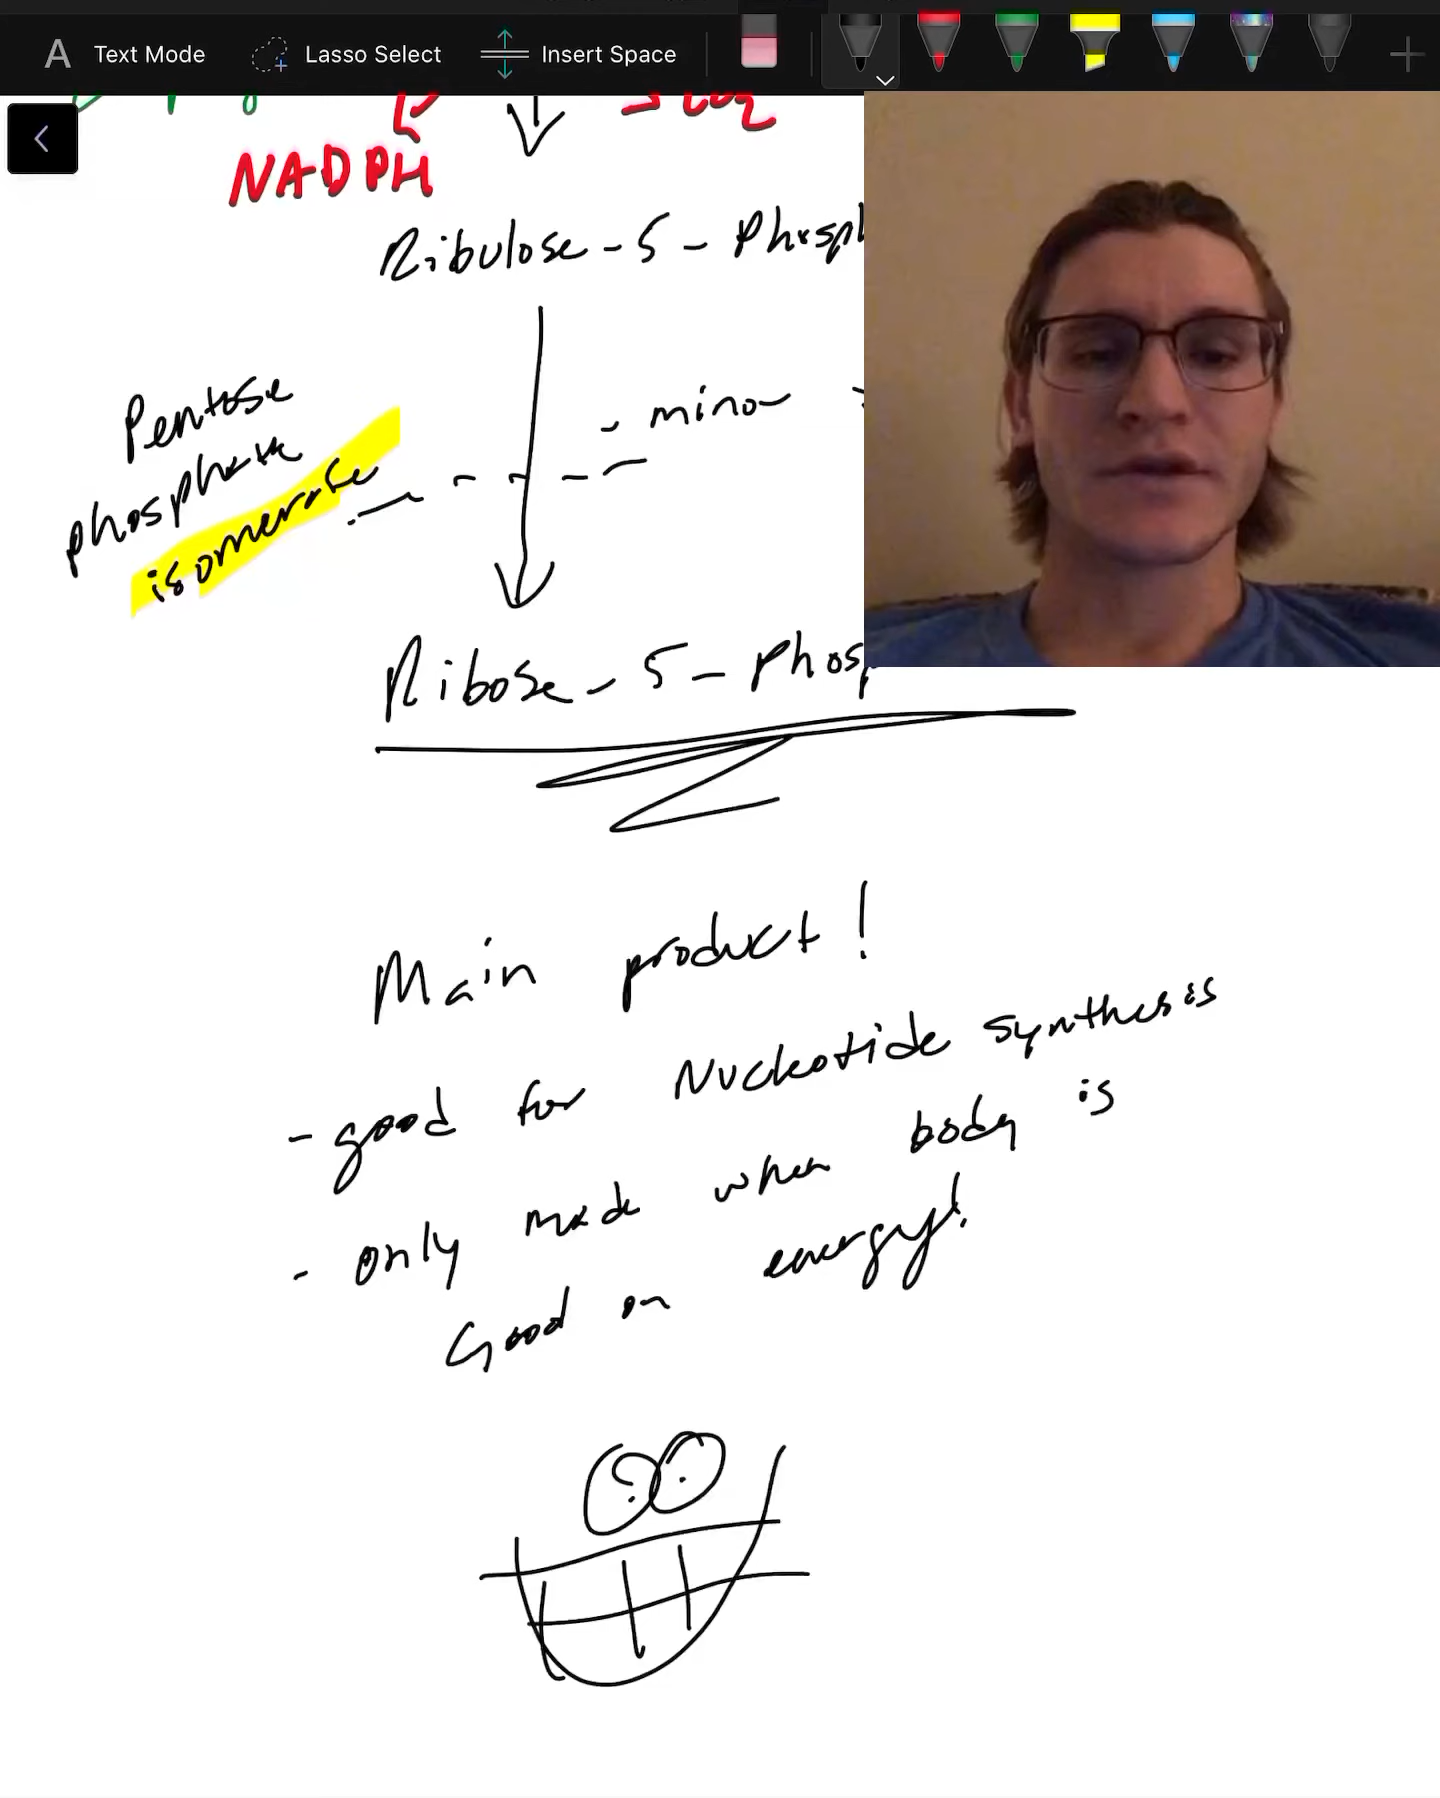 A Text Mode Lasso Select Insert Space
NADPH
Ribulose-5-Phosph
Pentose
phosphate
isomerase
- minor
Ribose-5-Phosp
Main product!
- good for Nucleotide synthesis
- only made when body is
Good on energy!